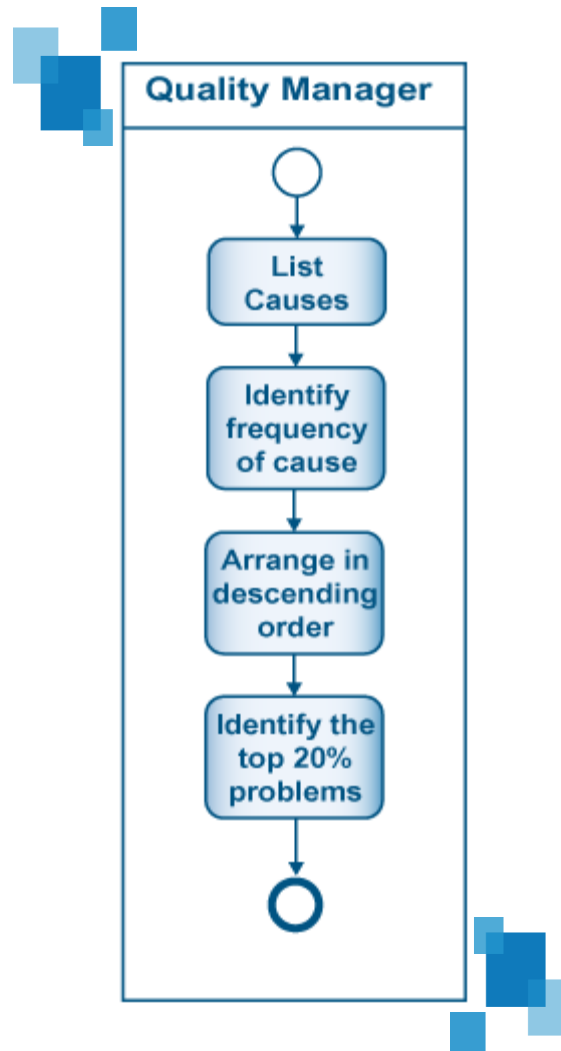 Quality Manager
List
Causes
Identify
frequency
of cause
Arrange in
descending
order
Identify the
top 20%
problems